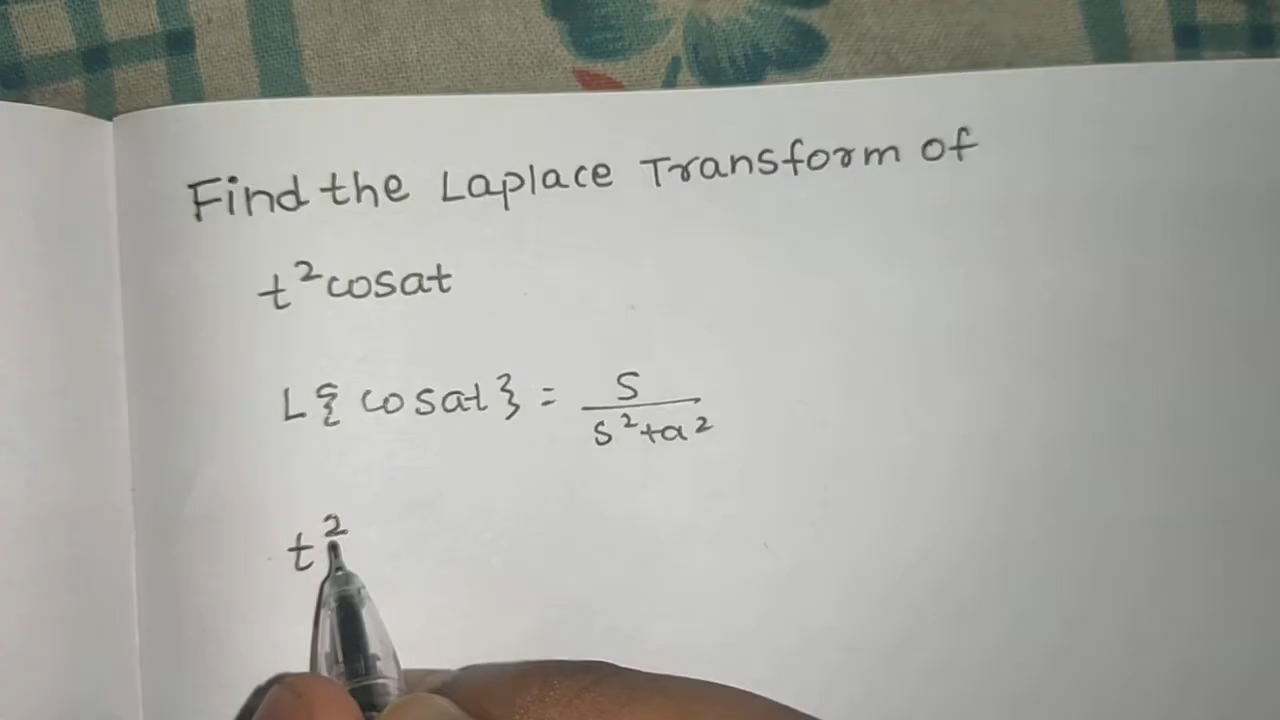 Find the Laplace Transform of
t²cosat
L{cosat} = s/(s²+a²)
t²